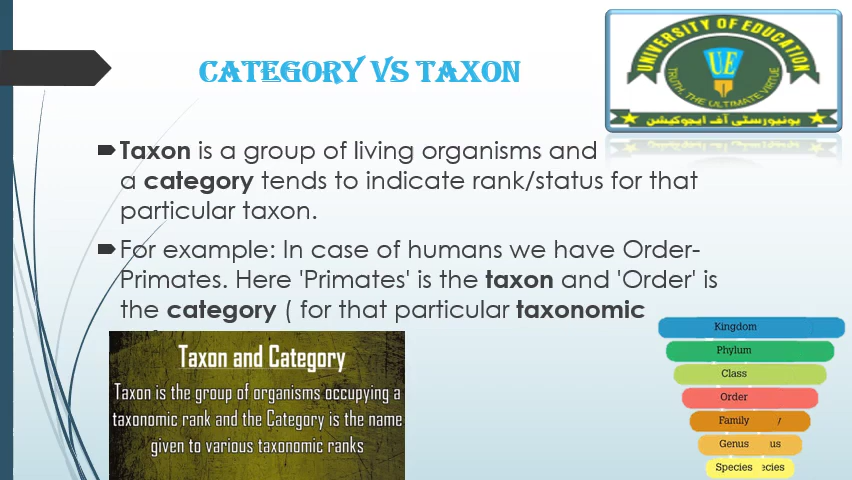 CATEGORY VS TAXON
UNIVERSITY OF EDUCATION
UE
TRUTH, THE ULTIMATE VIRTUE
یونیورسٹی آف ایجوکیشن
Taxon is a group of living organisms and
a category tends to indicate rank/status for that
particular taxon.
For example: In case of humans we have Order-
Primates. Here 'Primates' is the taxon and 'Order' is
the category ( for that particular taxonomic
Taxon and Category
Taxon is the group of organisms occupying a
taxonomic rank and the Category is the name
given to various taxonomic ranks
Kingdom
Phylum
Class
Order
Family y
Genus us
Species ecies